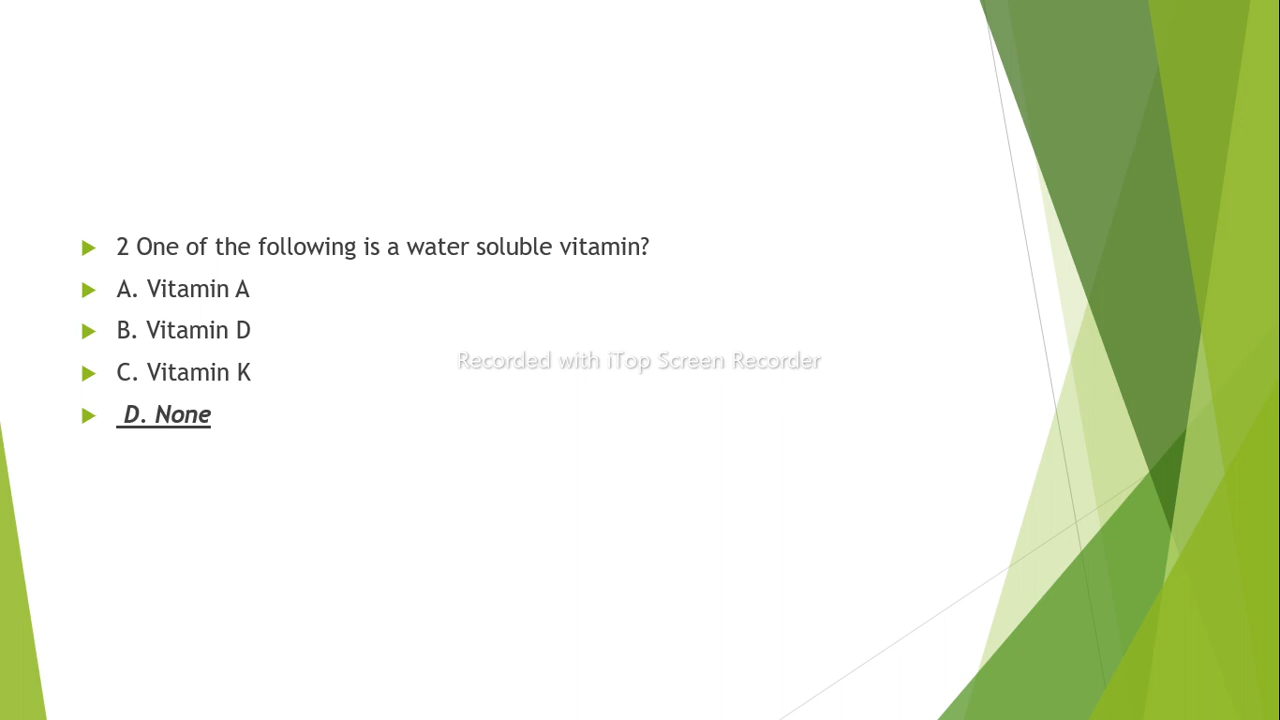 2 One of the following is a water soluble vitamin?
A. Vitamin A
B. Vitamin D
C. Vitamin K
Recorded with iTop Screen Recorder
D. None